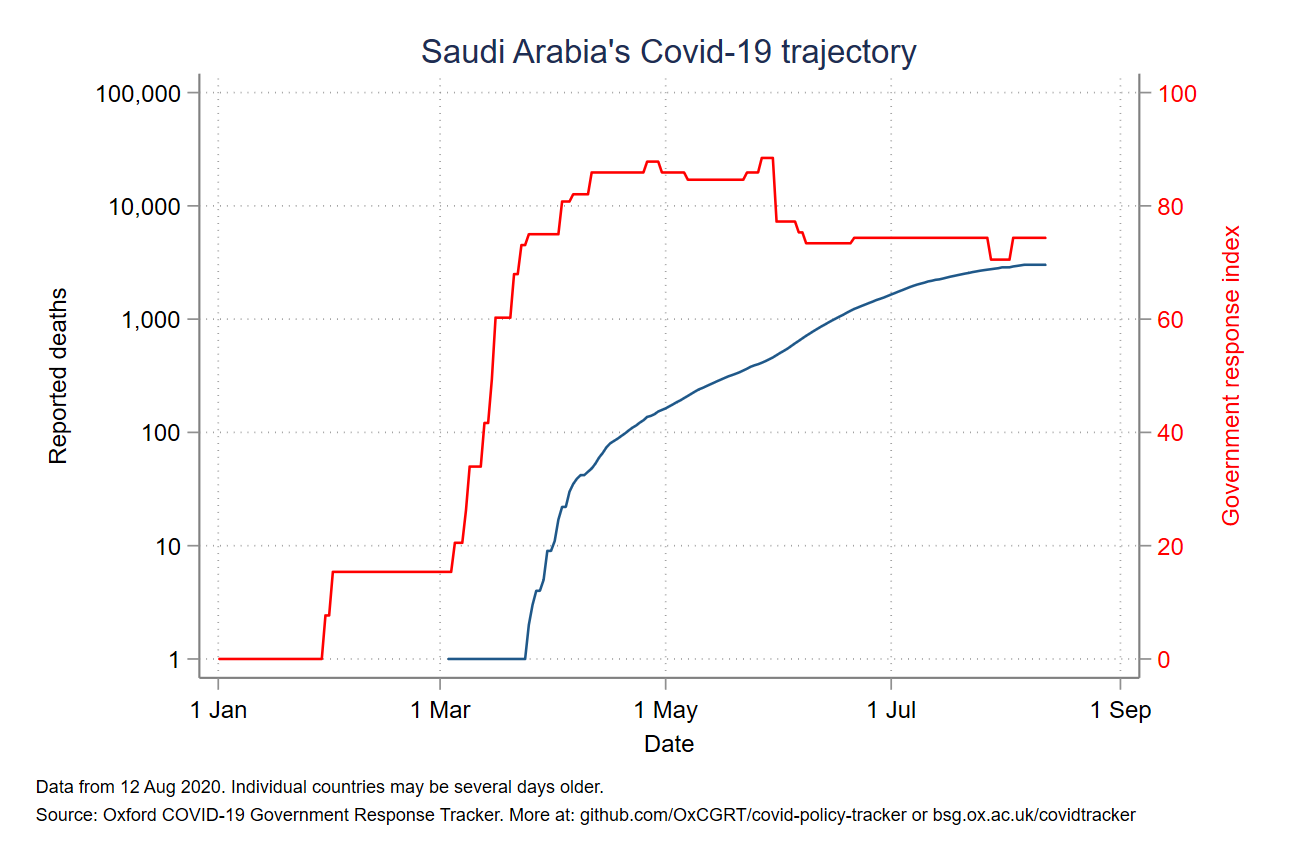 Saudi Arabia's Covid-19 trajectory
100,000
10,000
1,000
100
10
1
Reported deaths
100
80
60
40
20
0
Government response index
1 Jan 1 Mar 1 May 1 Jul 1 Sep
Date
Data from 12 Aug 2020. Individual countries may be several days older.
Source: Oxford COVID-19 Government Response Tracker. More at: github.com/OxCGRT/covid-policy-tracker or bsg.ox.ac.uk/covidtracker